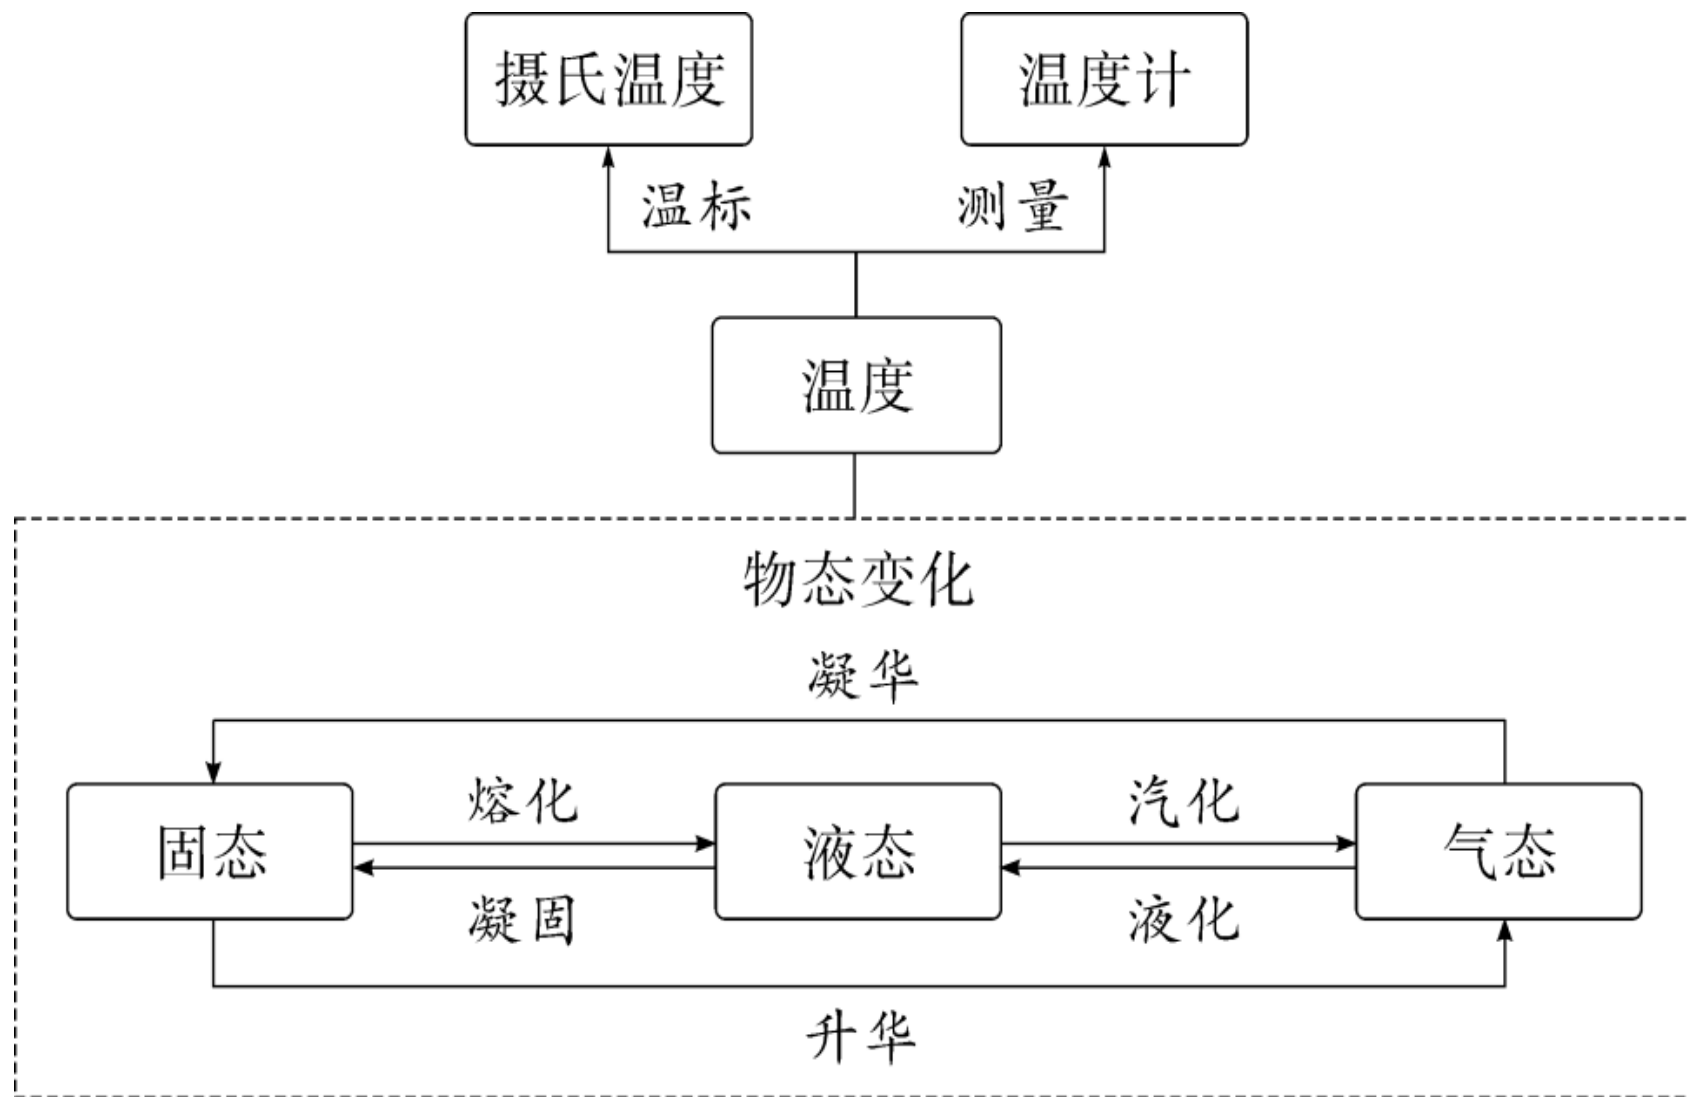 摄氏温度
温度计
温标
测量
温度
物态变化
凝华
熔化
汽化
固态
液态
气态
凝固
液化
升华